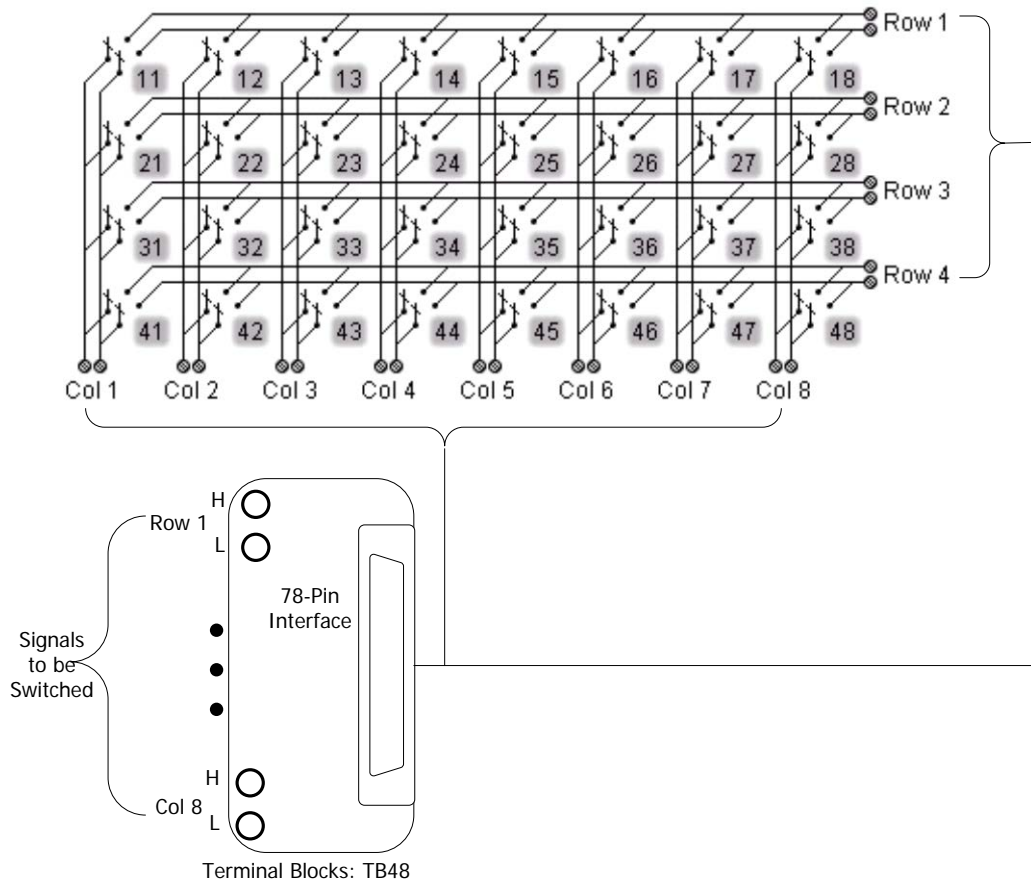 Row 1
11 12 13 14 15 16 17 18
Row 2
21 22 23 24 25 26 27 28
Row 3
31 32 33 34 35 36 37 38
Row 4
41 42 43 44 45 46 47 48
Col 1 Col 2 Col 3 Col 4 Col 5 Col 6 Col 7 Col 8
H
Row 1
L
78-Pin
Interface
Signals
to be
Switched
H
Col 8
L
Terminal Blocks: TB48